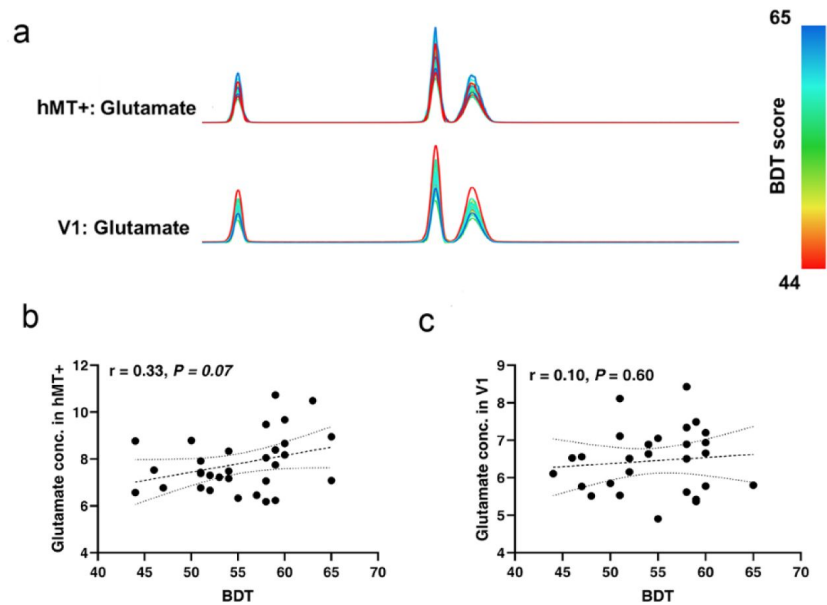 a
65
hMT+: Glutamate
V1: Glutamate
BDT score
44
b
r = 0.33, P = 0.07
Glutamate conc. in hMT+
12
10
8
6
4
40 45 50 55 60 65 70
BDT
c
r = 0.10, P = 0.60
Glutamate conc. in V1
9
8
7
6
5
4
40 45 50 55 60 65 70
BDT